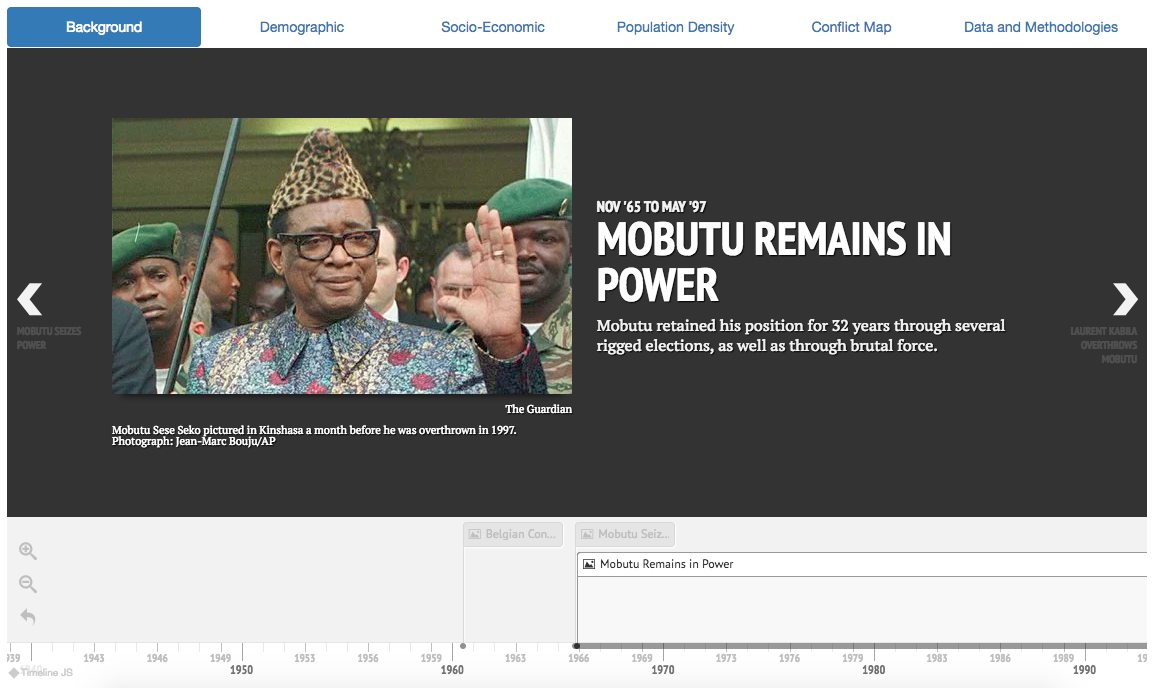 Background Demographic Socio-Economic Population Density Conflict Map Data and Methodologies
NOV '65 TO MAY '97
MOBUTU REMAINS IN
POWER
Mobutu retained his position for 32 years through several
rigged elections, as well as through brutal force.
MOBUTU SEIZES
POWER
LAURENT KABILA
OVERTHROWS
MOBUTU
The Guardian
Mobutu Sese Seko pictured in Kinshasa a month before he was overthrown in 1997.
Photograph: Jean-Marc Bouju/AP
Belgian Con... Mobutu Seiz...
Mobutu Remains in Power
1943 1946 1949 1953 1956 1959 1963 1966 1969 1973 1976 1979 1983 1986 1989
1950 1960 1970 1980 1990
Timeline JS